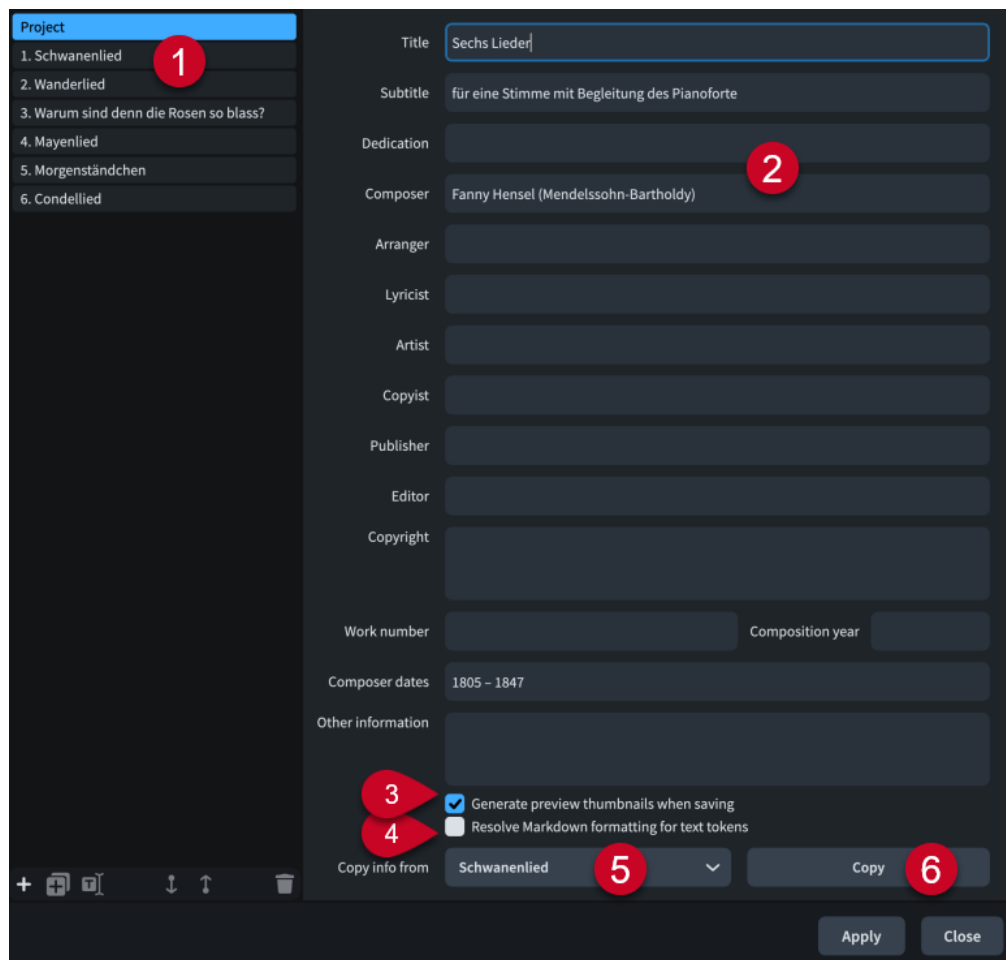 Project
1. Schwanenlied
2. Wanderlied
3. Warum sind denn die Rosen so blass?
4. Mayenlied
5. Morgenständchen
6. Condellied
1
Title
Sechs Lieder
Subtitle
für eine Stimme mit Begleitung des Pianoforte
Dedication
2
Composer
Fanny Hensel (Mendelssohn-Bartholdy)
Arranger
Lyricist
Artist
Copyist
Publisher
Editor
Copyright
Work number
Composition year
Composer dates
1805 – 1847
Other information
3
Generate preview thumbnails when saving
4
Resolve Markdown formatting for text tokens
Copy info from
Schwanenlied
5
Copy
6
Apply
Close